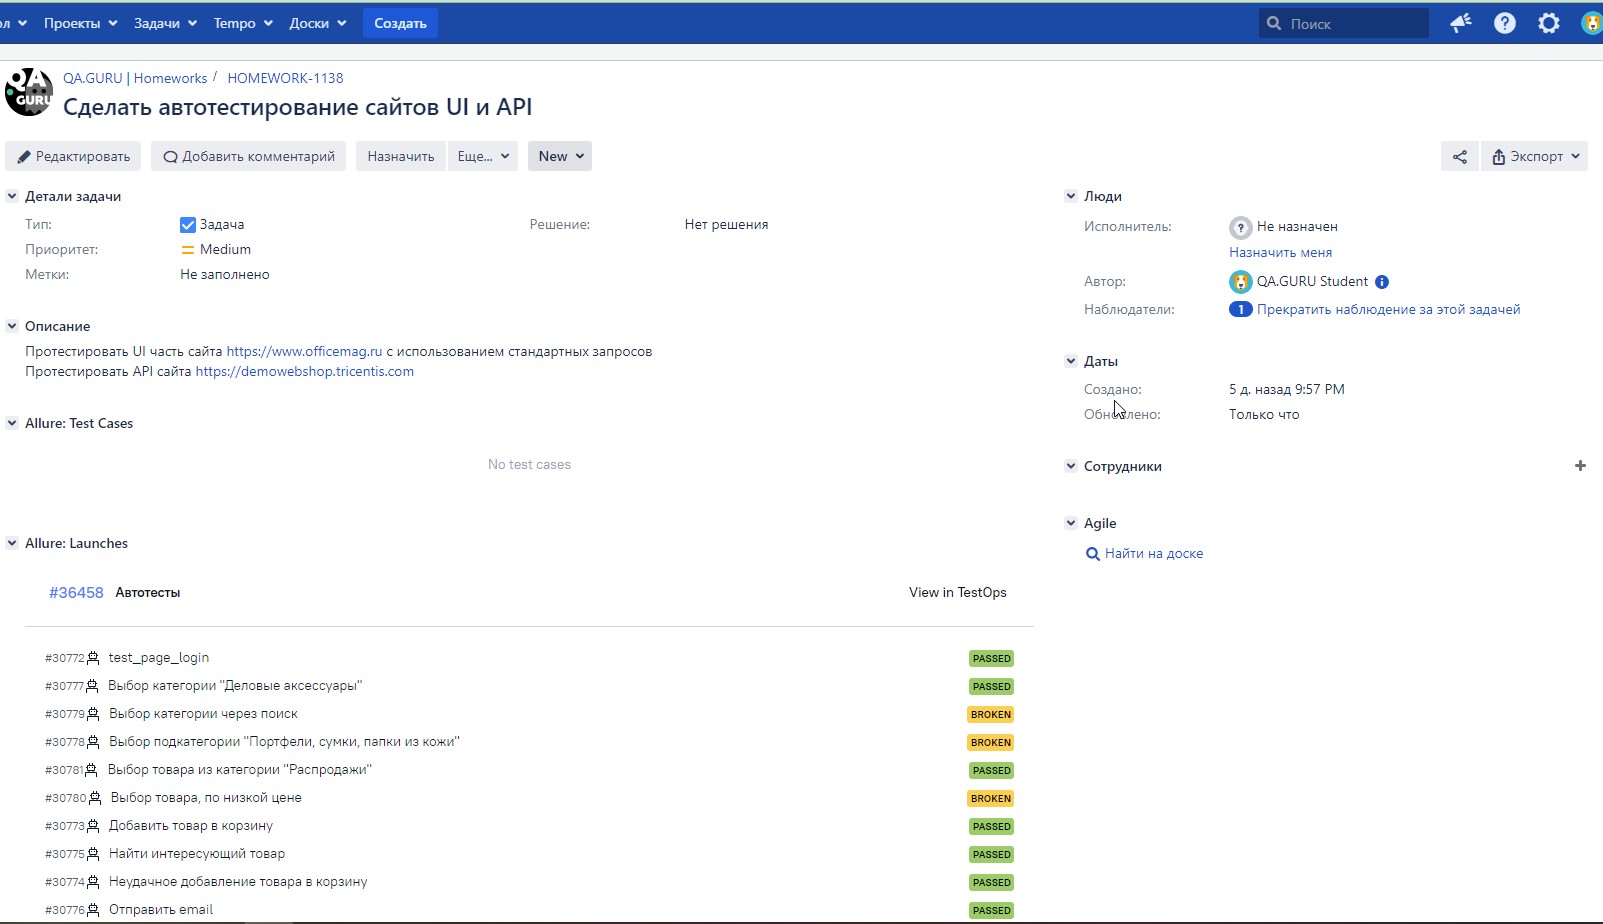 ол Проекты Задачи Tempo Доски Создать Поиск
QA GURU
QA.GURU | Homeworks / HOMEWORK-1138
Сделать автотестирование сайтов UI и API
Редактировать Добавить комментарий Назначить Еще... New Экспорт
Детали задачи
Тип: Задача Решение: Нет решения
Приоритет: Medium
Метки: Не заполнено
Описание
Протестировать UI часть сайта https://www.officemag.ru с использованием стандартных запросов
Протестировать API сайта https://demowebshop.tricentis.com
Allure: Test Cases
No test cases
Allure: Launches
#36458 Автотесты View in TestOps
#30772 test_page_login PASSED
#30777 Выбор категории "Деловые аксессуары" PASSED
#30779 Выбор категории через поиск BROKEN
#30778 Выбор подкатегории "Портфели, сумки, папки из кожи" BROKEN
#30781 Выбор товара из категории "Распродажи" PASSED
#30780 Выбор товара, по низкой цене BROKEN
#30773 Добавить товар в корзину PASSED
#30775 Найти интересующий товар PASSED
#30774 Неудачное добавление товара в корзину PASSED
#30776 Отправить email PASSED
Люди
Исполнитель: Не назначен
Назначить меня
Автор: QA.GURU Student
Наблюдатели: 1 Прекратить наблюдение за этой задачей
Даты
Создано: 5 д. назад 9:57 PM
Обновлено: Только что
Сотрудники
Agile
Найти на доске